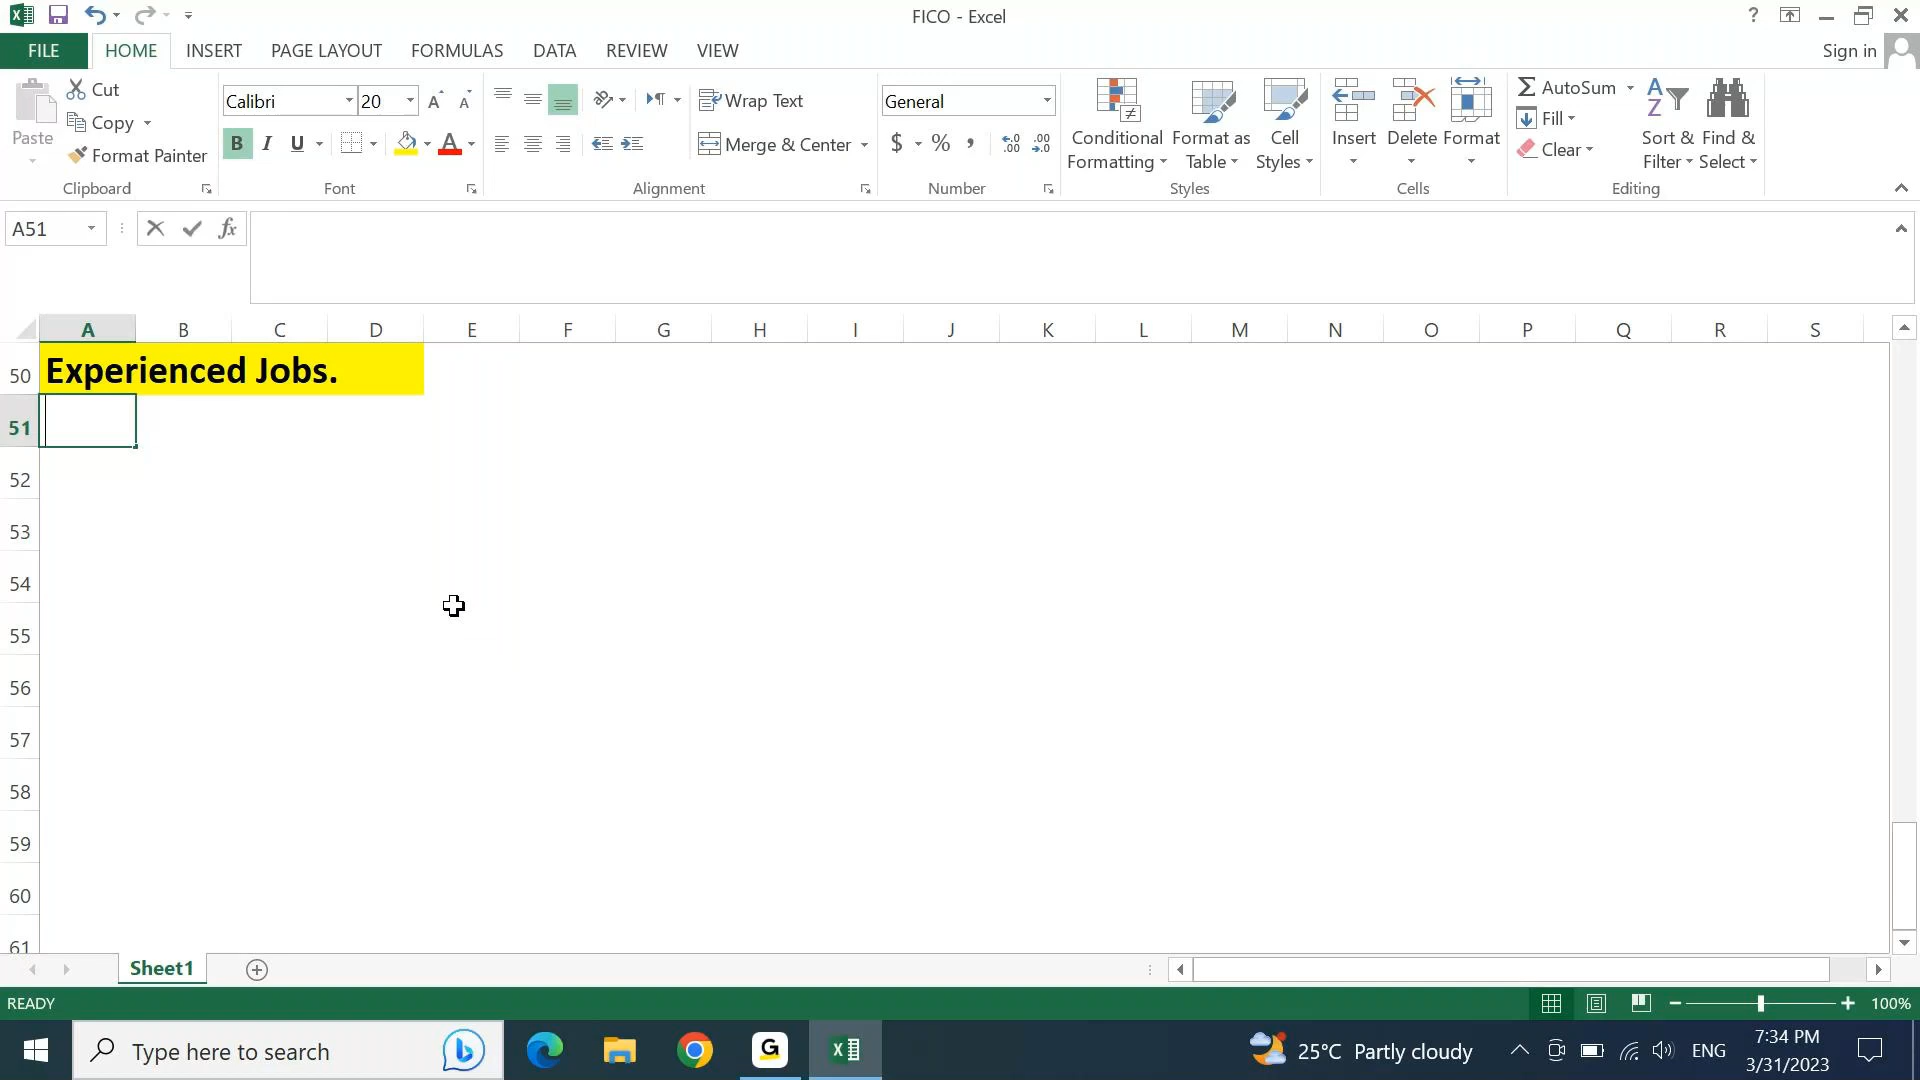 FICO - Excel
?
FILE HOME INSERT PAGE LAYOUT FORMULAS DATA REVIEW VIEW Sign in
Paste
Cut
Copy
Format Painter
Clipboard
Calibri 20
B I U
Font
Wrap Text
Merge & Center
Alignment
General
$ % ,
Number
Conditional Formatting
Format as Table
Cell Styles
Styles
Insert Delete Format
Cells
AutoSum
Fill
Clear
Sort & Filter
Find & Select
Editing
A51
fx
A B C D E F G H I J K L M N O P Q R S
50 Experienced Jobs.
51
52
53
54
55
56
57
58
59
60
61
Sheet1
READY 100%
Type here to search
25°C Partly cloudy ENG
7:34 PM
3/31/2023